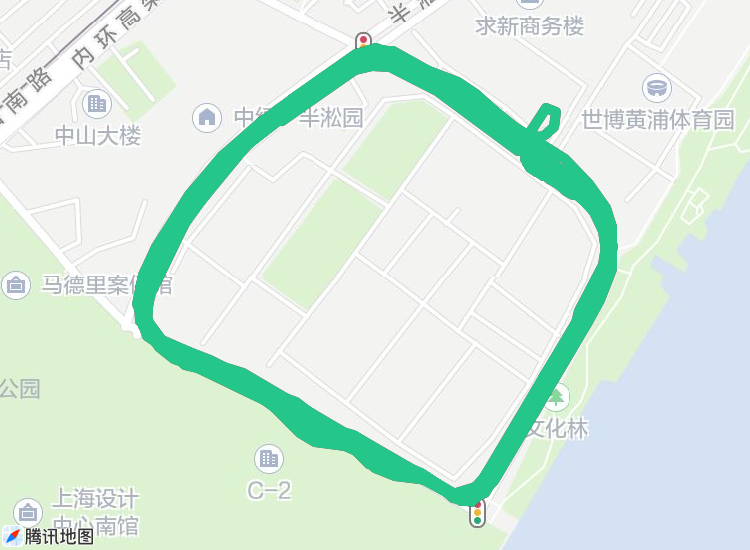 半淞
求新商务楼
内环高架
南路
店
中山大楼
半淞园
世博黄浦体育园
马德里案例馆
公园
文化林
C-2
上海设计
中心南馆
腾讯地图